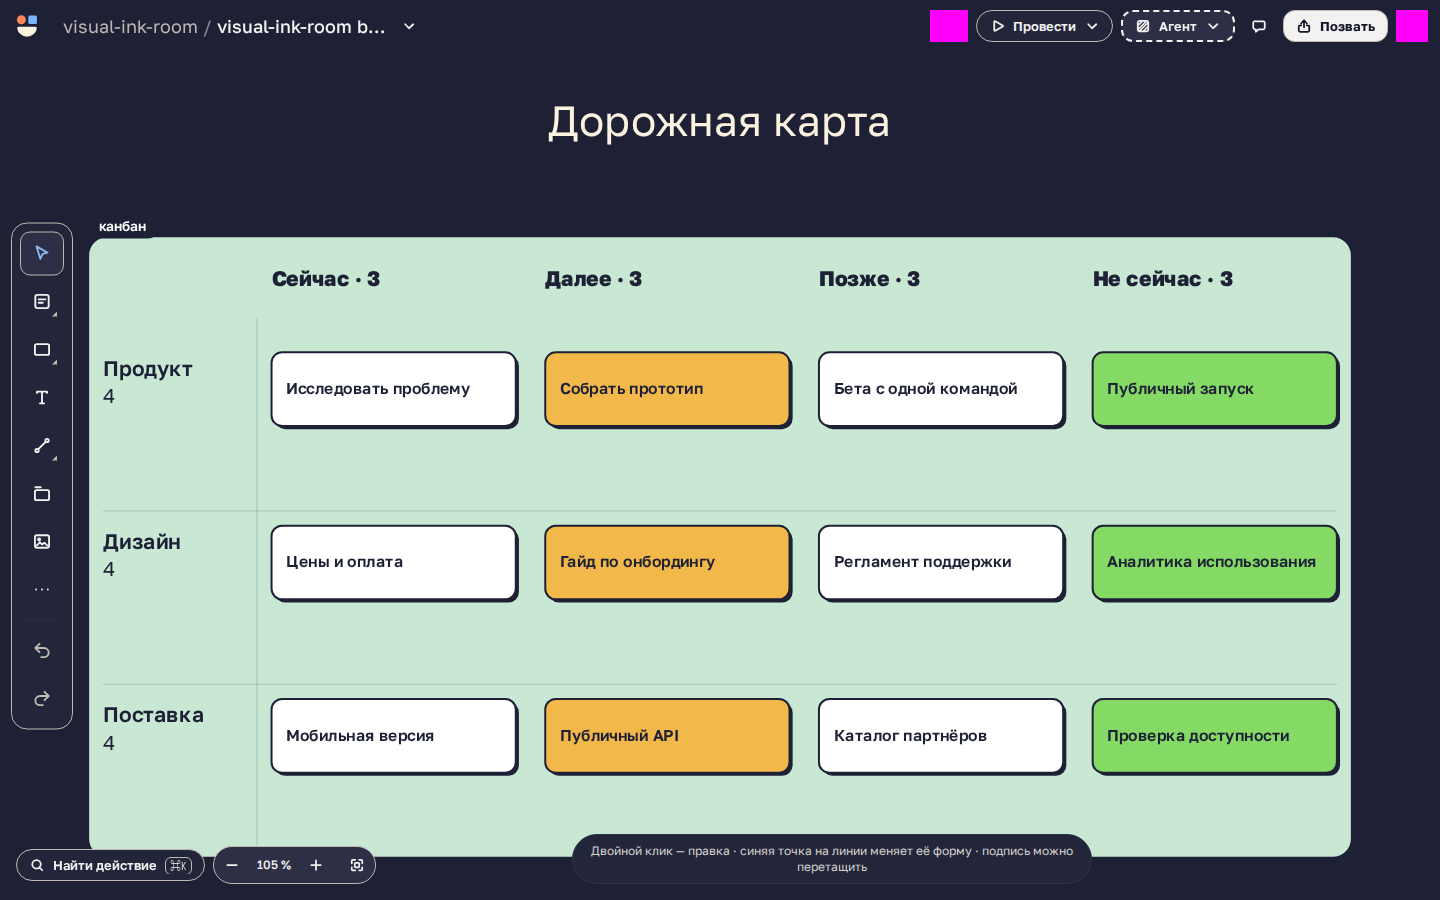 visual-ink-room / visual-ink-room b...
Провести
Агент
Позвать
Дорожная карта
канбан
Сейчас · 3
Далее · 3
Позже · 3
Не сейчас · 3
Продукт
4
Исследовать проблему
Собрать прототип
Бета с одной командой
Публичный запуск
Дизайн
4
Цены и оплата
Гайд по онбордингу
Регламент поддержки
Аналитика использования
Поставка
4
Мобильная версия
Публичный API
Каталог партнёров
Проверка доступности
Найти действие ⌘K
105 %
Двойной клик — правка · синяя точка на линии меняет её форму · подпись можно
перетащить